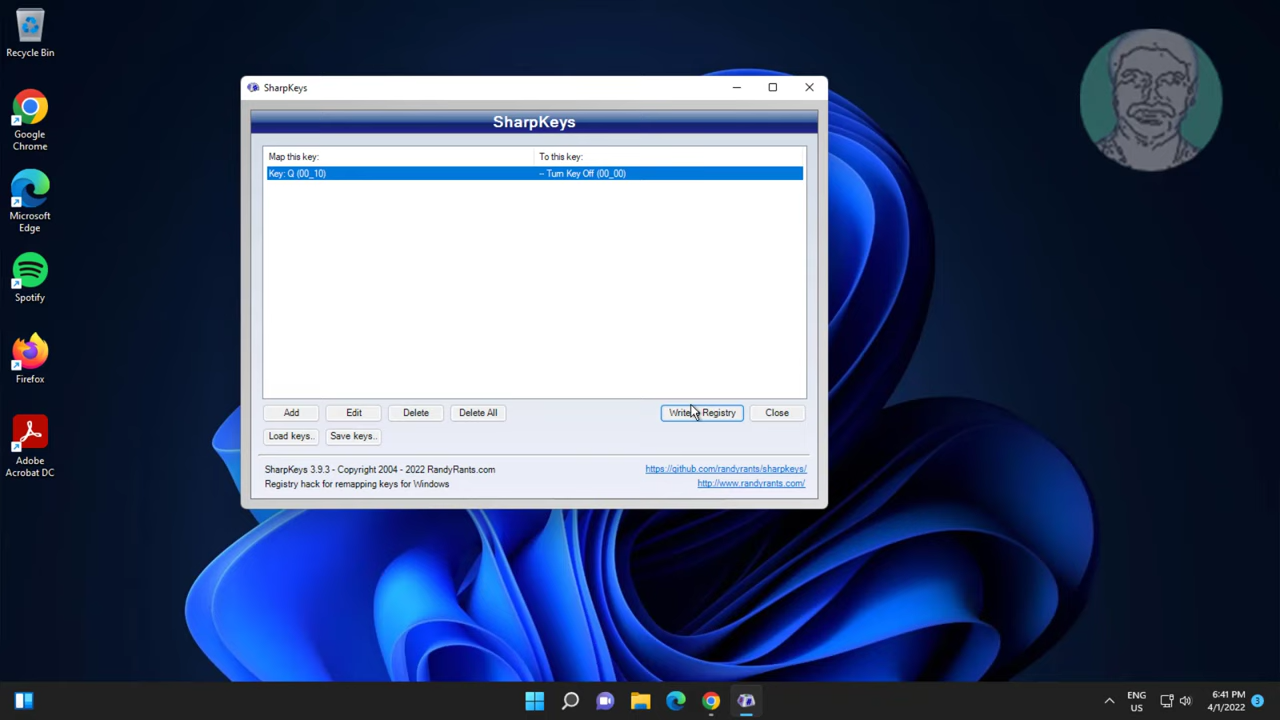 Recycle Bin
Google
Chrome
Microsoft
Edge
Spotify
Firefox
Adobe
Acrobat DC
SharpKeys
SharpKeys
Map this key: To this key:
Key: Q (00_10) -- Turn Key Off (00_00)
Add Edit Delete Delete All Write Registry Close
Load keys.. Save keys..
SharpKeys 3.9.3 - Copyright 2004 - 2022 RandyRants.com https://github.com/randyrants/sharpkeys/
Registry hack for remapping keys for Windows http://www.randyrants.com/
ENG
US
6:41 PM
4/1/2022
3